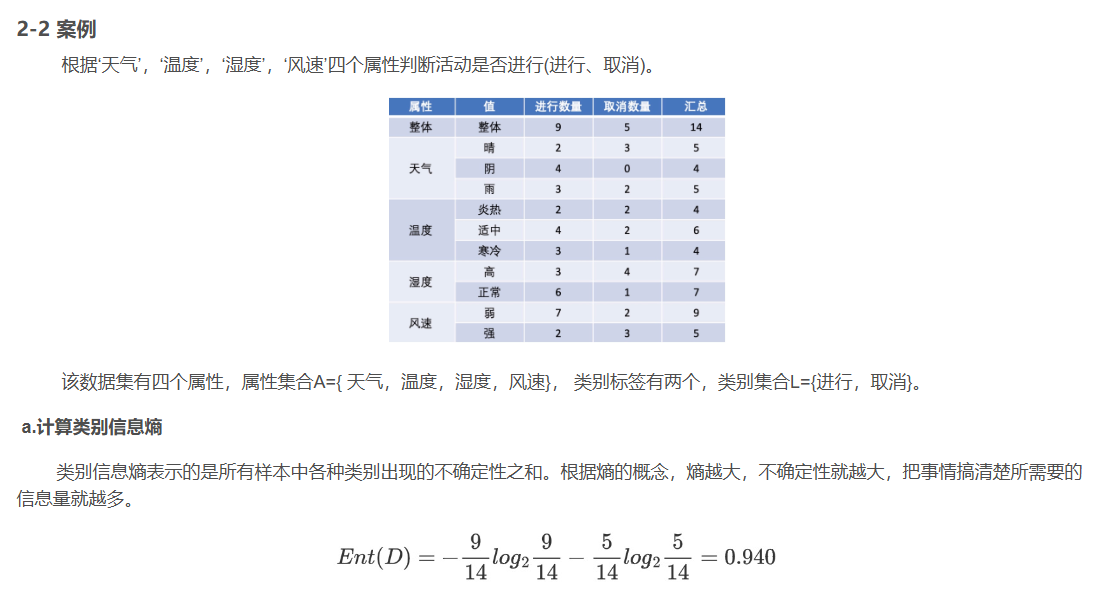 2-2 案例
根据‘天气’，‘温度’，‘湿度’，‘风速’四个属性判断活动是否进行(进行、取消)。
属性 值 进行数量 取消数量 汇总
整体 整体 9 5 14
天气 晴 2 3 5
阴 4 0 4
雨 3 2 5
温度 炎热 2 2 4
适中 4 2 6
寒冷 3 1 4
湿度 高 3 4 7
正常 6 1 7
风速 弱 7 2 9
强 2 3 5
该数据集有四个属性，属性集合A={ 天气，温度，湿度，风速}， 类别标签有两个，类别集合L={进行，取消}。
a.计算类别信息熵
类别信息熵表示的是所有样本中各种类别出现的不确定性之和。根据熵的概念，熵越大，不确定性就越大，把事情搞清楚所需要的
信息量就越多。
Ent(D) = −9/14 log₂ 9/14 − 5/14 log₂ 5/14 = 0.940